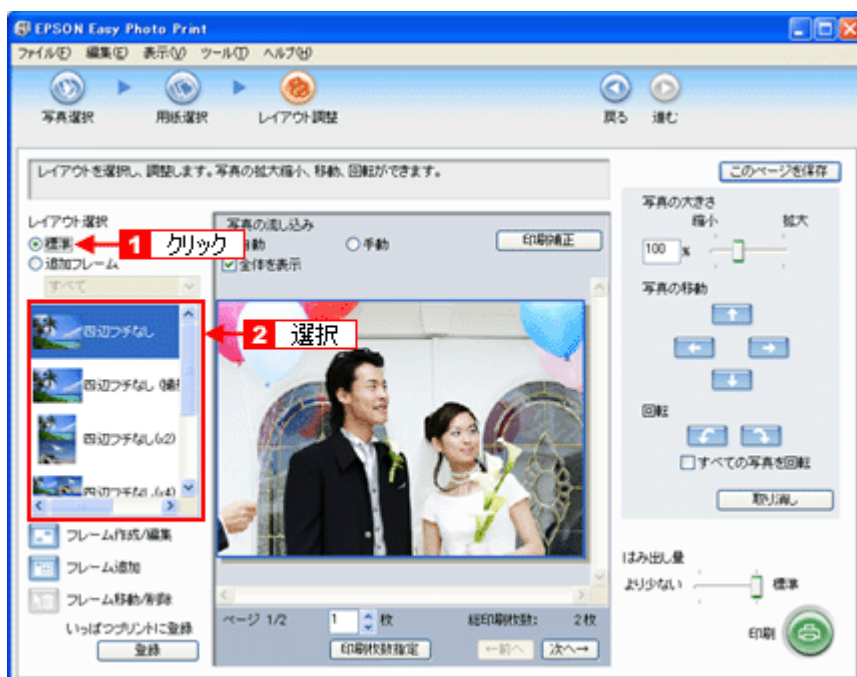 EPSON Easy Photo Print
ファイル(F) 編集(E) 表示(V) ツール(T) ヘルプ(H)
写真選択 用紙選択 レイアウト調整 戻る 進む
レイアウトを選択し、調整します。写真の拡大縮小、移動、回転ができます。
このページを保存
レイアウト選択
標準
1 クリック
追加フレーム
すべて
2 選択
四辺フチなし
四辺フチなし
四辺フチなし(x2)
四辺フチなし(x4)
フレーム作成/編集
フレーム追加
フレーム移動/削除
いっぱつプリントに登録
登録
写真の流し込み
手動
印刷補正
全体を表示
ページ 1/2 1 枚 総印刷枚数: 2枚
印刷枚数指定 ←前へ 次へ→
写真の大きさ
縮小 拡大
100 %
写真の移動
回転
すべての写真を回転
取り消し
はみ出し量
より少ない 標準
印刷